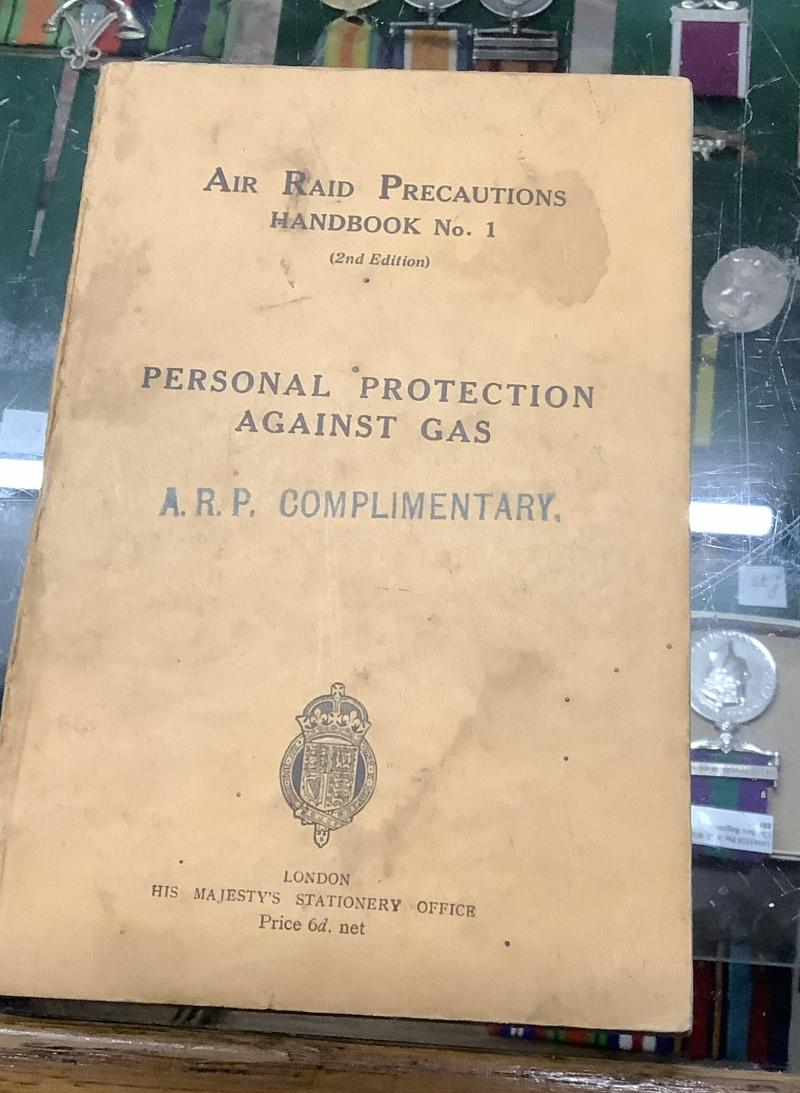 AIR RAID PRECAUTIONS
HANDBOOK No. 1
(2nd Edition)
PERSONAL PROTECTION
AGAINST GAS
A.R.P. COMPLIMENTARY.
LONDON
HIS MAJESTY'S STATIONERY OFFICE
Price 6d. net